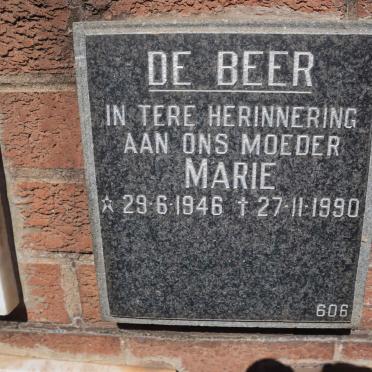 DE BEER
IN TERE HERINNERING
AAN ONS MOEDER
MARIE
☆ 29·6·1946 † 27·11·1990
606